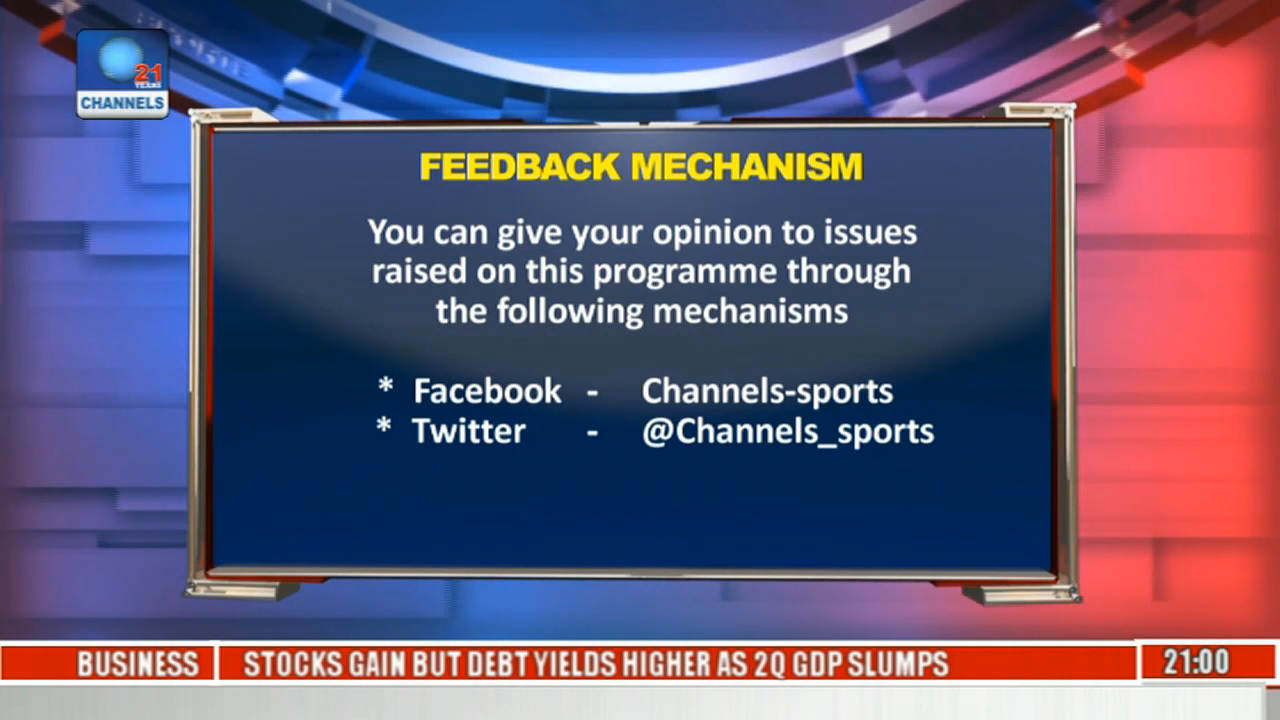 21
YEARS
CHANNELS
FEEDBACK MECHANISM
You can give your opinion to issues
raised on this programme through
the following mechanisms
* Facebook - Channels-sports
* Twitter - @Channels_sports
BUSINESS STOCKS GAIN BUT DEBT YIELDS HIGHER AS 2Q GDP SLUMPS 21:00